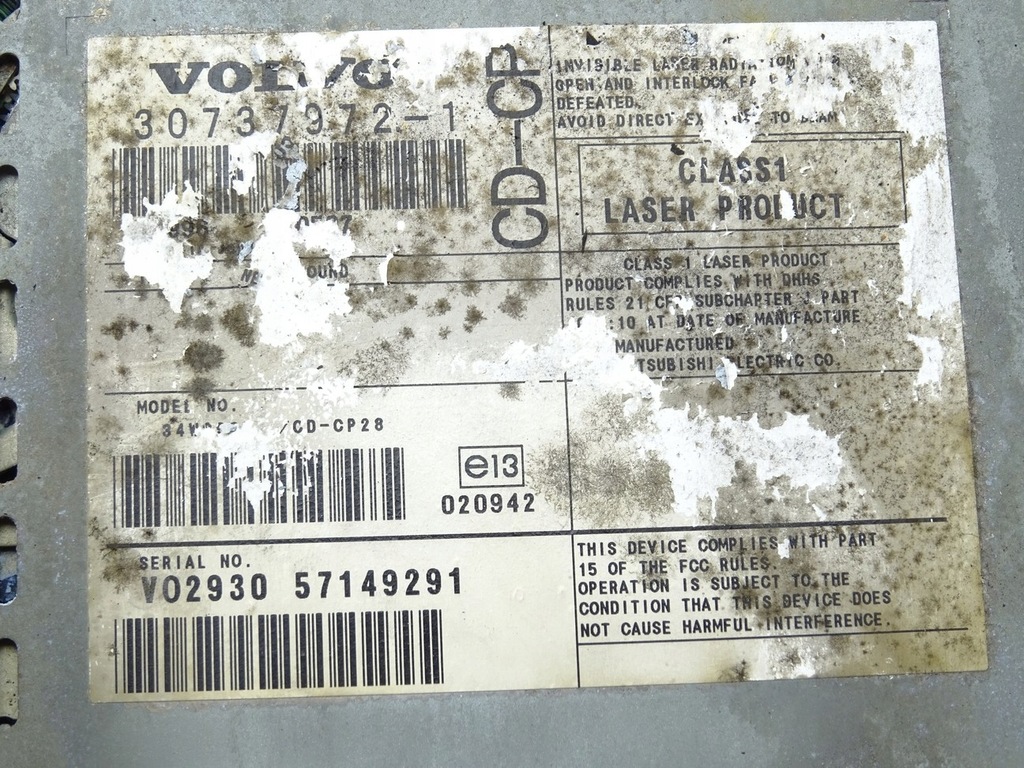 VOLVO
30737972-1
CD-CP
INVISIBLE LASER RADIATION
OPEN AND INTERLOCK
DEFEATED.
AVOID DIRECT TO BEAM
CLASS1
LASER PRODUCT
CLASS 1 LASER PRODUCT
PRODUCT COMPLIES WITH DHHS
RULES 21 CFR SUBCHAPTER J PART
:10 AT DATE OF MANUFACTURE
MANUFACTURED
TSUBISHI ELECTRIC CO.
MODEL NO.
/CD-CP28
e13
020942
SERIAL NO.
V02930 57149291
THIS DEVICE COMPLIES WITH PART
15 OF THE FCC RULES.
OPERATION IS SUBJECT TO THE
CONDITION THAT THIS DEVICE DOES
NOT CAUSE HARMFUL INTERFERENCE.